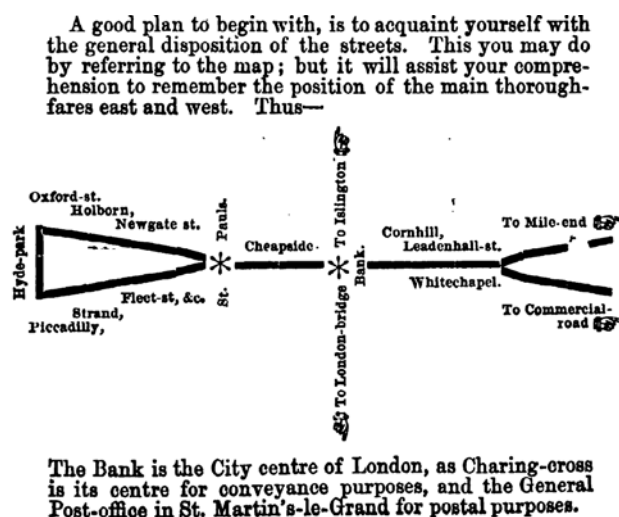 A good plan to begin with, is to acquaint yourself with
the general disposition of the streets. This you may do
by referring to the map; but it will assist your compre-
hension to remember the position of the main thorough-
fares east and west. Thus—
Hyde-park
Oxford-st.
Holborn,
Newgate st.
Fleet-st, &c.
Strand,
Piccadilly,
St. Pauls.
Cheapside.
To Islington
To London-bridge
Bank.
Cornhill,
Leadenhall-st.
Whitechapel.
To Mile-end
To Commercial-
road
The Bank is the City centre of London, as Charing-cross
is its centre for conveyance purposes, and the General
Post-office in St. Martin's-le-Grand for postal purposes.